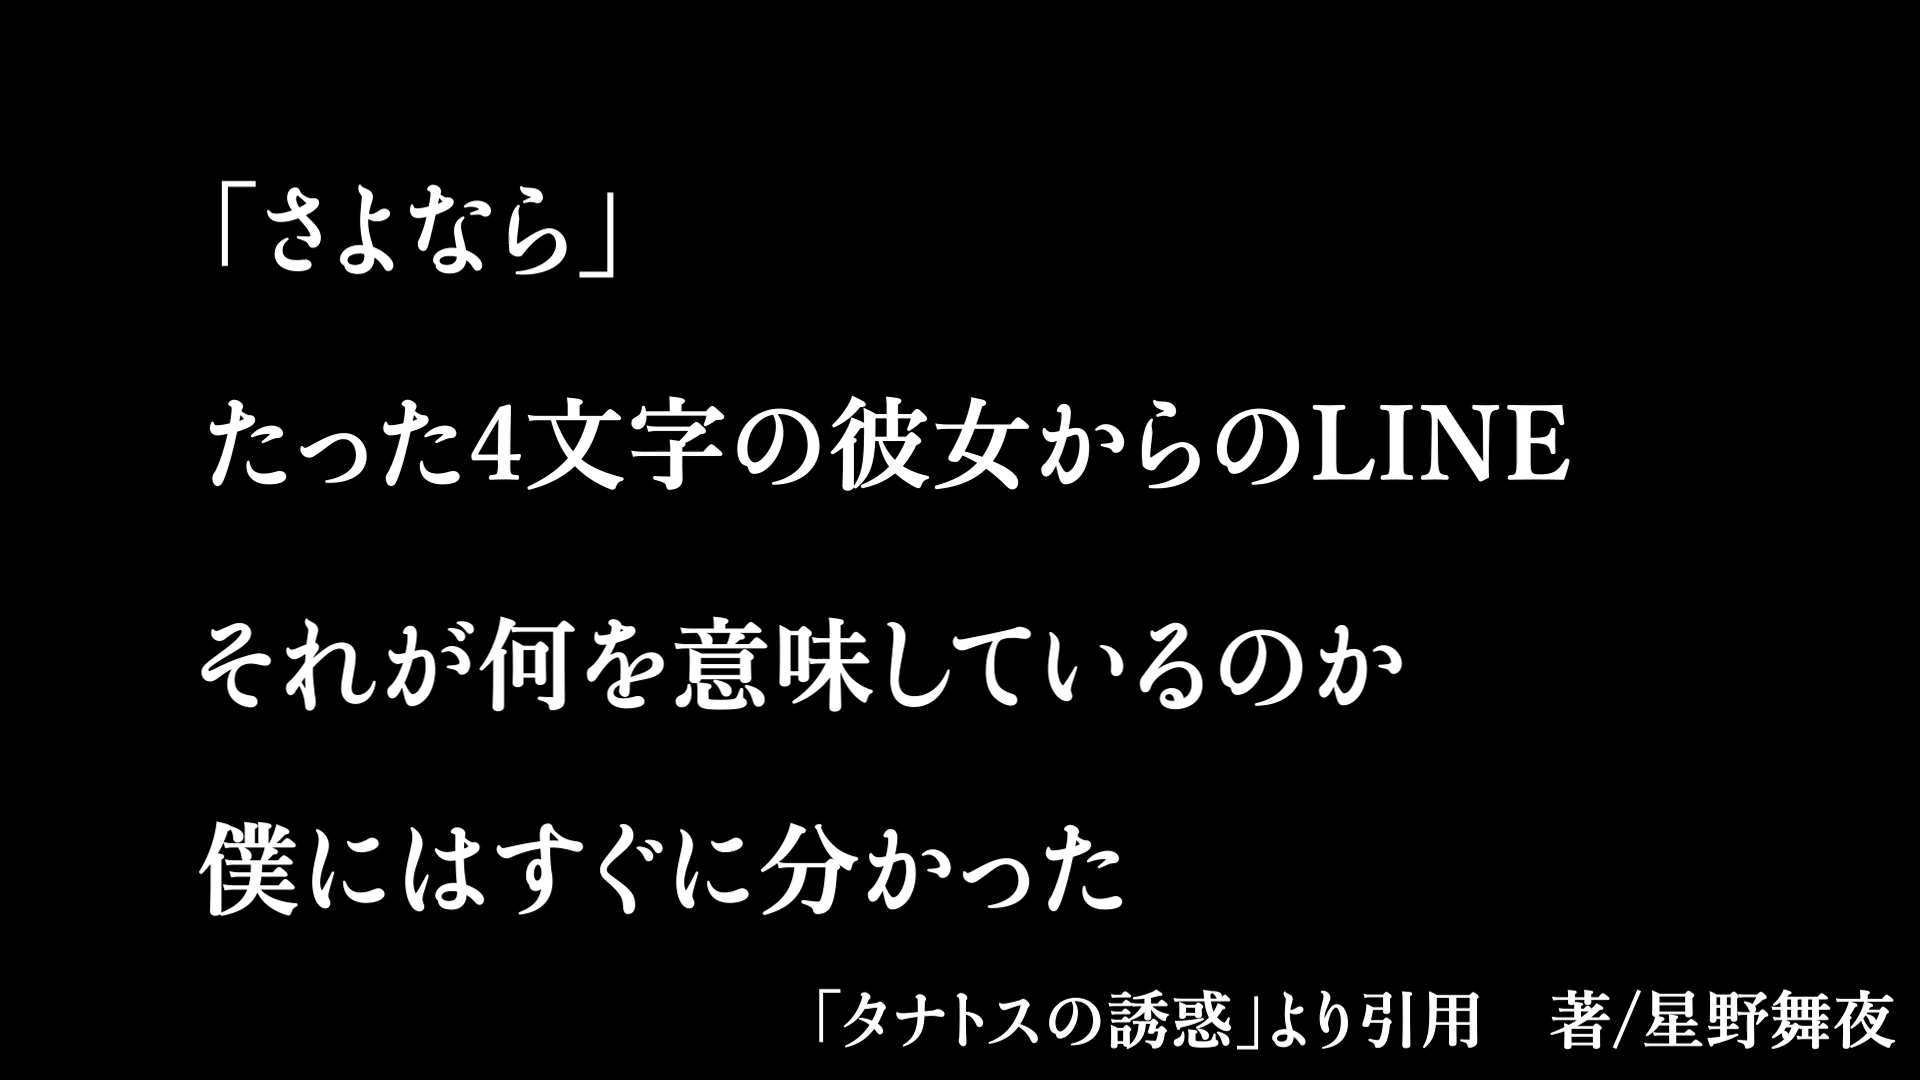 「さよなら」
たった4文字の彼女からのLINE
それが何を意味しているのか
僕にはすぐに分かった
「タナトスの誘惑」より引用　著/星野舞夜